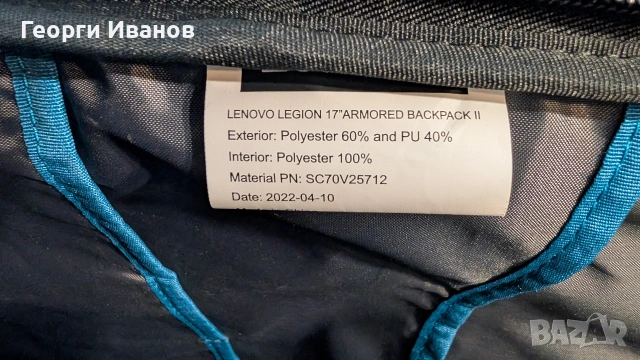 Георги Иванов
LENOVO LEGION 17"ARMORED BACKPACK II
Exterior: Polyester 60% and PU 40%
Interior: Polyester 100%
Material PN: SC70V25712
Date: 2022-04-10
BAZAR